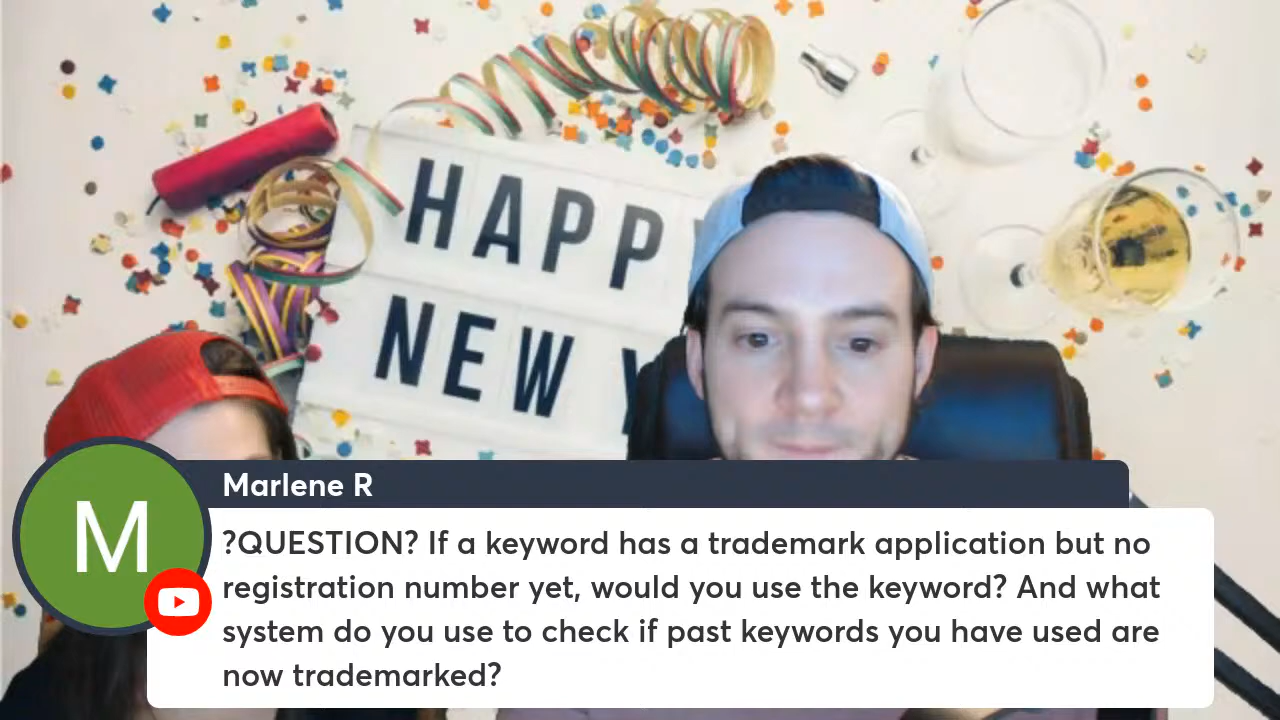 HAPP
NEW Y
M
Marlene R
?QUESTION? If a keyword has a trademark application but no
registration number yet, would you use the keyword? And what
system do you use to check if past keywords you have used are
now trademarked?